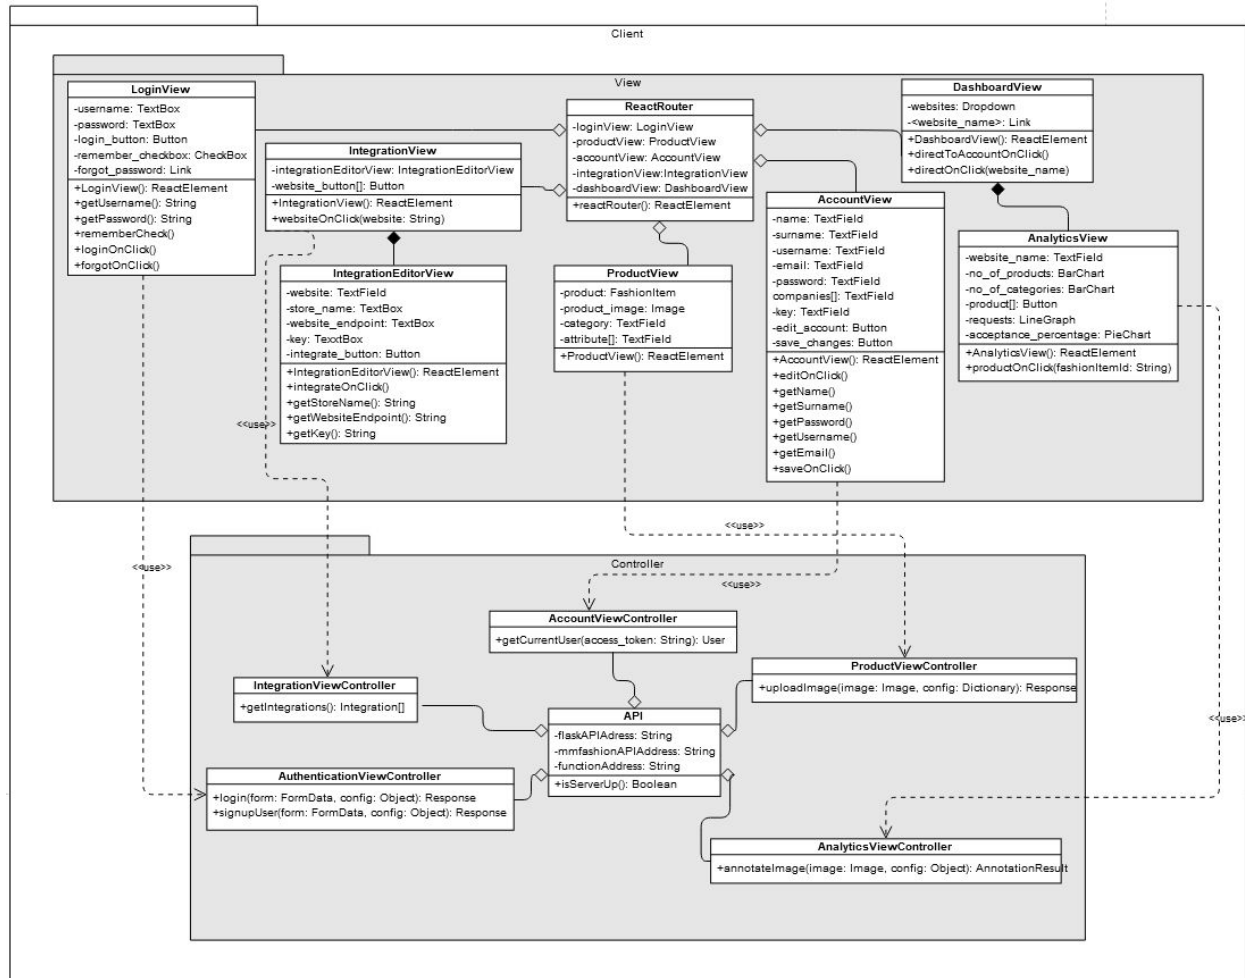 Client
View
LoginView
-username: TextBox
-password: TextBox
-login_button: Button
-remember_checkbox: CheckBox
-forgot_password: Link
+LoginView(): ReactElement
+getUsername(): String
+getPassword(): String
+rememberCheck()
+loginOnClick()
+forgotOnClick()
IntegrationView
-integrationEditorView: IntegrationEditorView
-website_button[]: Button
+IntegrationView(): ReactElement
+websiteOnClick(website: String)
IntegrationEditorView
-website: TextField
-store_name: TextBox
-website_endpoint: TextBox
-key: TexxtBox
-integrate_button: Button
+IntegrationEditorView(): ReactElement
+integrateOnClick()
+getStoreName(): String
+getWebsiteEndpoint(): String
+getKey(): String
ReactRouter
-loginView: LoginView
-productView: ProductView
-accountView: AccountView
-integrationView:IntegrationView
-dashboardView: DashboardView
+reactRouter(): ReactElement
ProductView
-product: FashionItem
-product_image: Image
-category: TextField
-attribute[]: TextField
+ProductView(): ReactElement
DashboardView
-websites: Dropdown
-<website_name>: Link
+DashboardView(): ReactElement
+directToAccountOnClick()
+directOnClick(website_name)
AccountView
-name: TextField
-surname: TextField
-username: TextField
-email: TextField
-password: TextField
companies[]: TextField
-key: TextField
-edit_account: Button
-save_changes: Button
+AccountView(): ReactElement
+editOnClick()
+getName()
+getSurname()
+getPassword()
+getUsername()
+getEmail()
+saveOnClick()
AnalyticsView
-website_name: TextField
-no_of_products: BarChart
-no_of_categories: BarChart
-product[]: Button
-requests: LineGraph
-acceptance_percentage: PieChart
+AnalyticsView(): ReactElement
+productOnClick(fashionItemId: String)
<<use>>
<<use>>
<<use>>
<<use>>
<<use>>
Controller
AccountViewController
+getCurrentUser(access_token: String): User
IntegrationViewController
+getIntegrations(): Integration[]
ProductViewController
+uploadImage(image: Image, config: Dictionary): Response
API
-flaskAPIAdress: String
-mmfashionAPIAddress: String
-functionAddress: String
+isServerUp(): Boolean
AuthenticationViewController
+login(form: FormData, config: Object): Response
+signupUser(form: FormData, config: Object): Response
AnalyticsViewController
+annotateImage(image: Image, config: Object): AnnotationResult